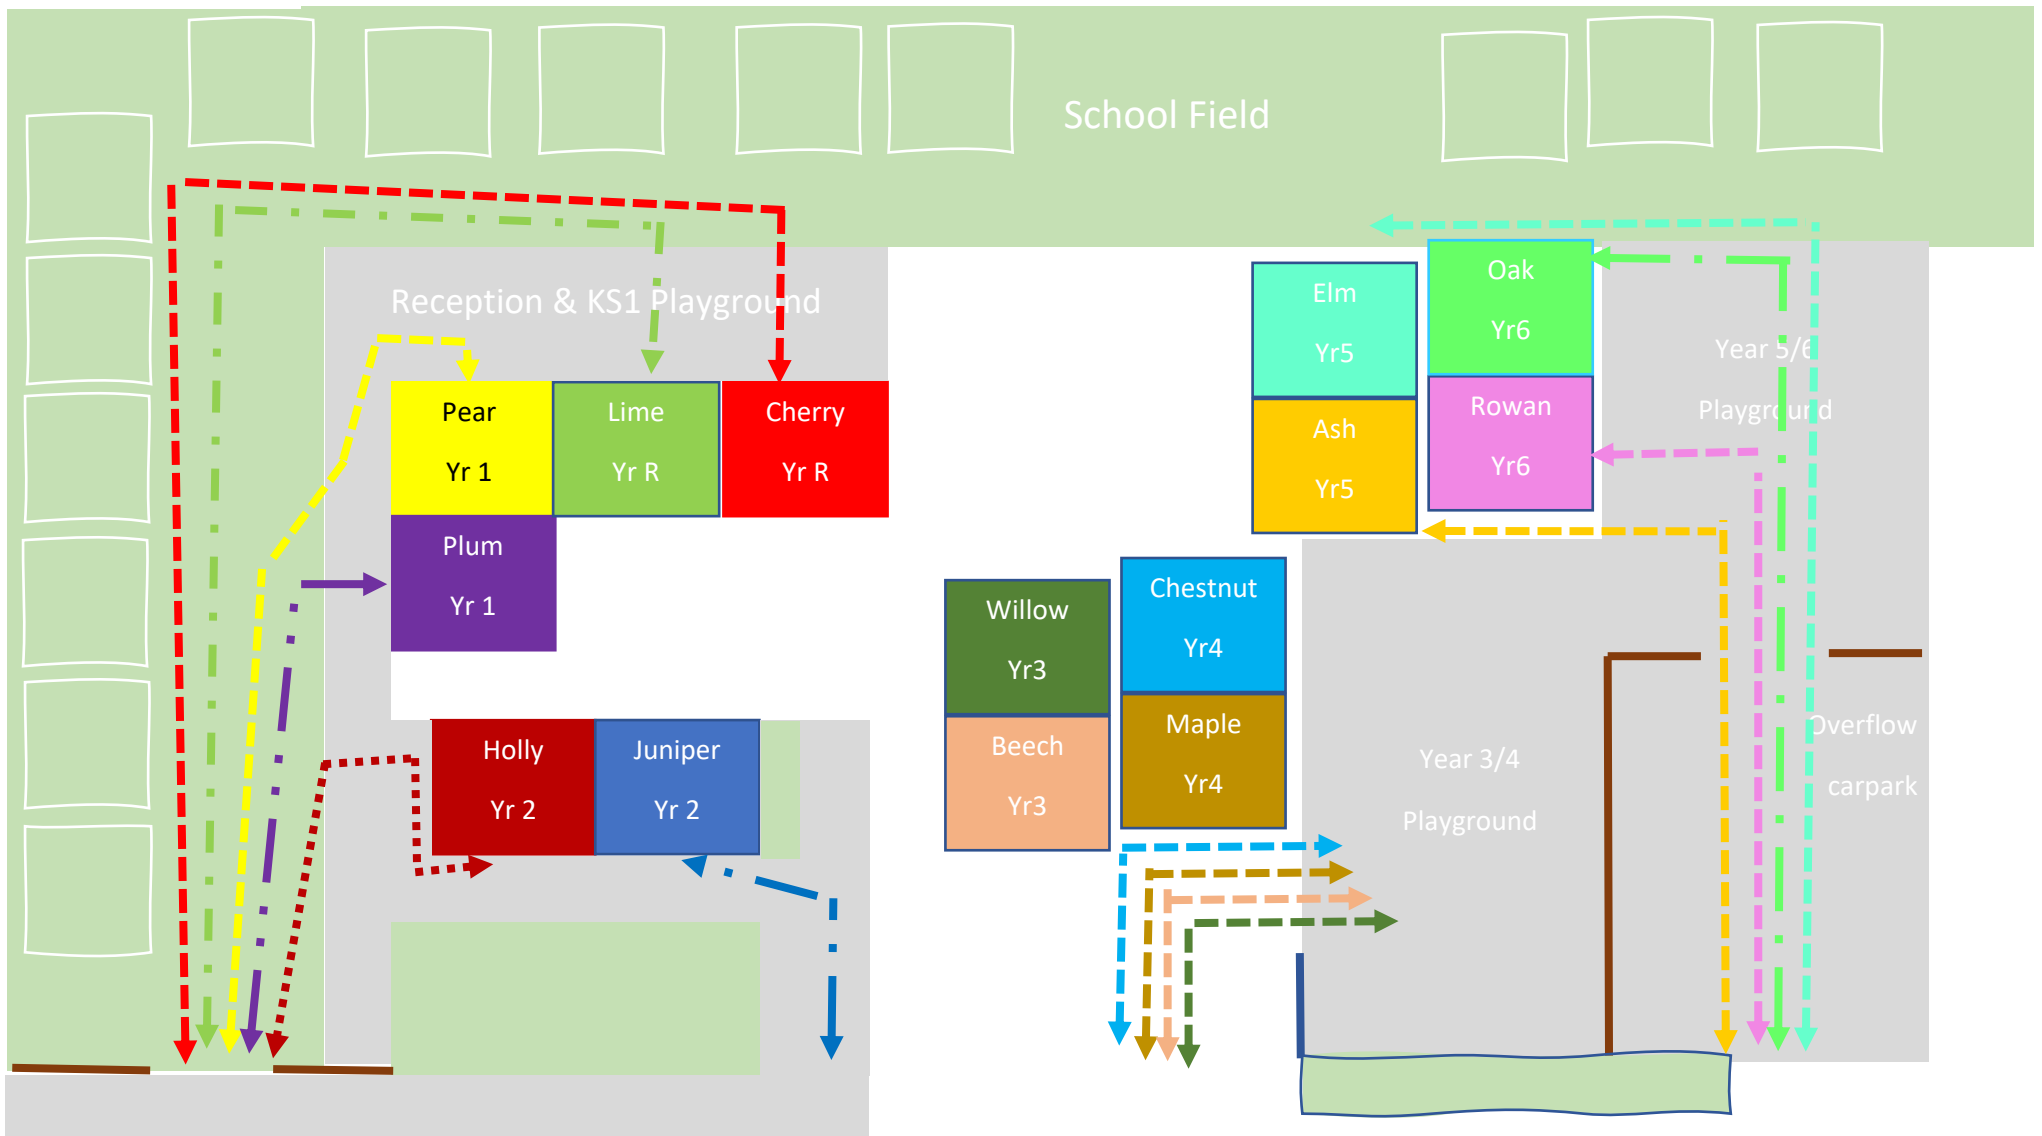 School Field
Reception & KS1 Playground
Pear
Yr 1
Lime
Yr R
Cherry
Yr R
Plum
Yr 1
Holly
Yr 2
Juniper
Yr 2
Willow
Yr3
Beech
Yr3
Chestnut
Yr4
Maple
Yr4
Elm
Yr5
Ash
Yr5
Oak
Yr6
Rowan
Yr6
Year 5/6
Playground
Year 3/4
Playground
Overflow
carpark